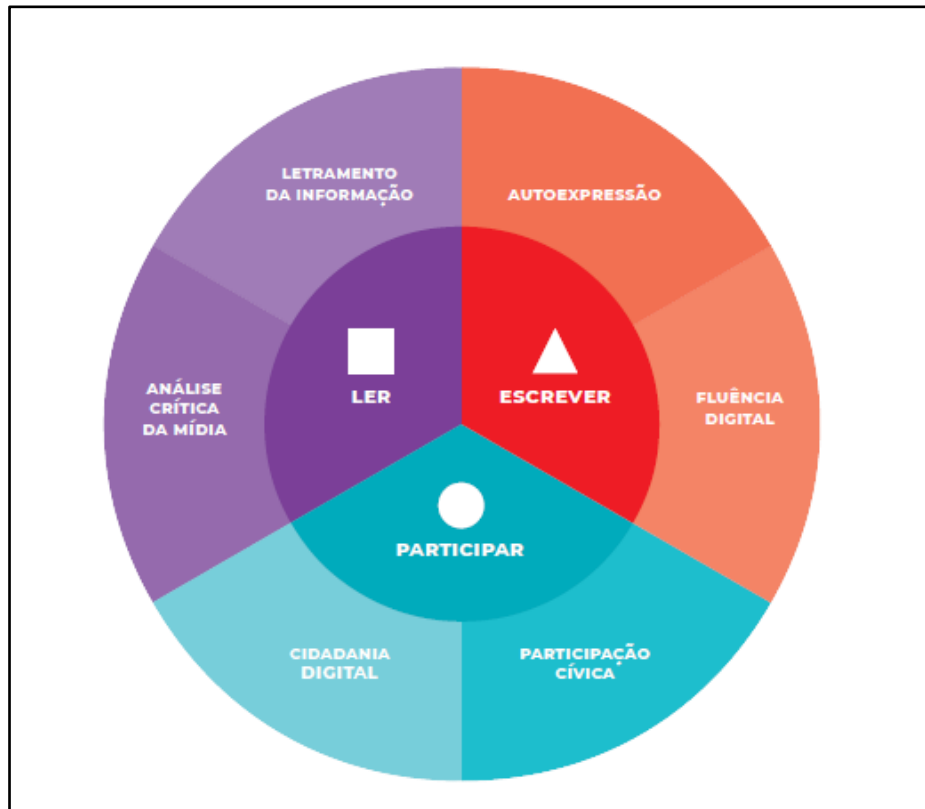 LETRAMENTO
DA INFORMAÇÃO
AUTOEXPRESSÃO
LER
ESCREVER
ANÁLISE
CRÍTICA
DA MÍDIA
FLUÊNCIA
DIGITAL
PARTICIPAR
CIDADANIA
DIGITAL
PARTICIPAÇÃO
CÍVICA